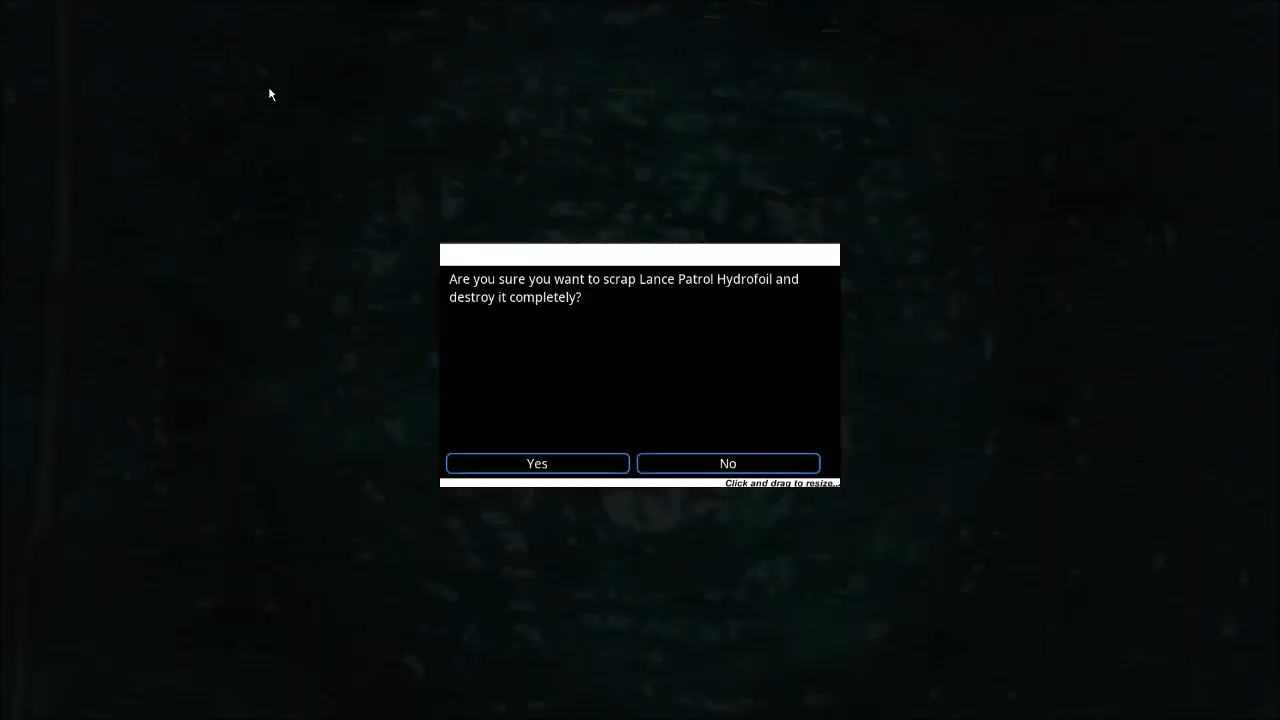 Are you sure you want to scrap Lance Patrol Hydrofoil and
destroy it completely?
Yes No
Click and drag to resize...